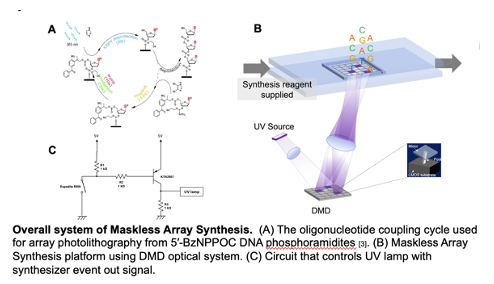 A
B
365 nm
A C G A
C G A C
G A G
Synthesis reagent
supplied
UV Source
DMD
C
5V
5V
R1
1 kΩ
R2
1 kΩ
UV lamp
R3
1 kΩ
Overall system of Maskless Array Synthesis. (A) The oligonucleotide coupling cycle used
for array photolithography from 5′-BzNPPOC DNA phosphoramidites [3]. (B) Maskless Array
Synthesis platform using DMD optical system. (C) Circuit that controls UV lamp with
synthesizer event out signal.